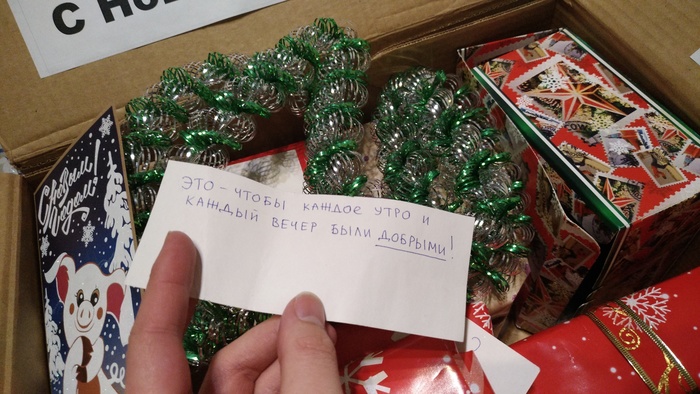 С НО
С Новым
годом!
ЭТО - ЧТОБЫ КАЖДОЕ УТРО И
КАЖДЫЙ ВЕЧЕР БЫЛИ ДОБРЫМИ!